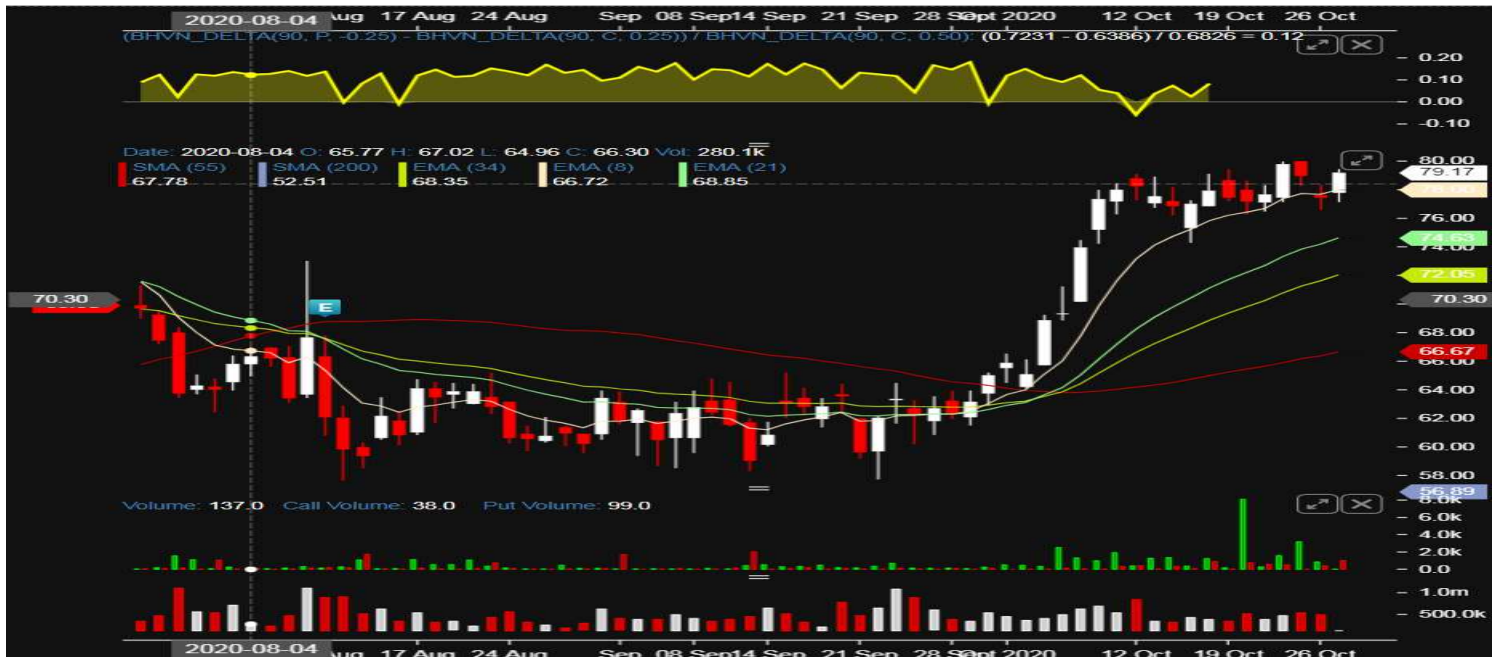 2020-08-04 Aug 17 Aug 24 Aug Sep 08 Sep 14 Sep 21 Sep 28 Sep 2020 12 Oct 19 Oct 26 Oct
(BHVN_DELTA(90, P, -0.25) - BHVN_DELTA(90, C, 0.25)) / BHVN_DELTA(90, C, 0.50): (0.7231 - 0.6386) / 0.6826 = 0.12
0.20
0.10
0.00
-0.10
Date: 2020-08-04 O: 65.77 H: 67.02 L: 64.96 C: 66.30 Vol: 280.1k
SMA (55) SMA (200) EMA (34) EMA (8) EMA (21)
67.78 52.51 68.35 66.72 68.85
80.00
79.17
78.00
76.00
74.63
74.00
72.05
70.30 70.30
E
68.00
66.67
66.00
64.00
62.00
60.00
58.00
56.89
Volume: 137.0 Call Volume: 38.0 Put Volume: 99.0
8.0k
6.0k
4.0k
2.0k
0.0
1.0m
500.0k
2020-08-04 Aug 17 Aug 24 Aug Sep 08 Sep 14 Sep 21 Sep 28 Sep 2020 12 Oct 19 Oct 26 Oct